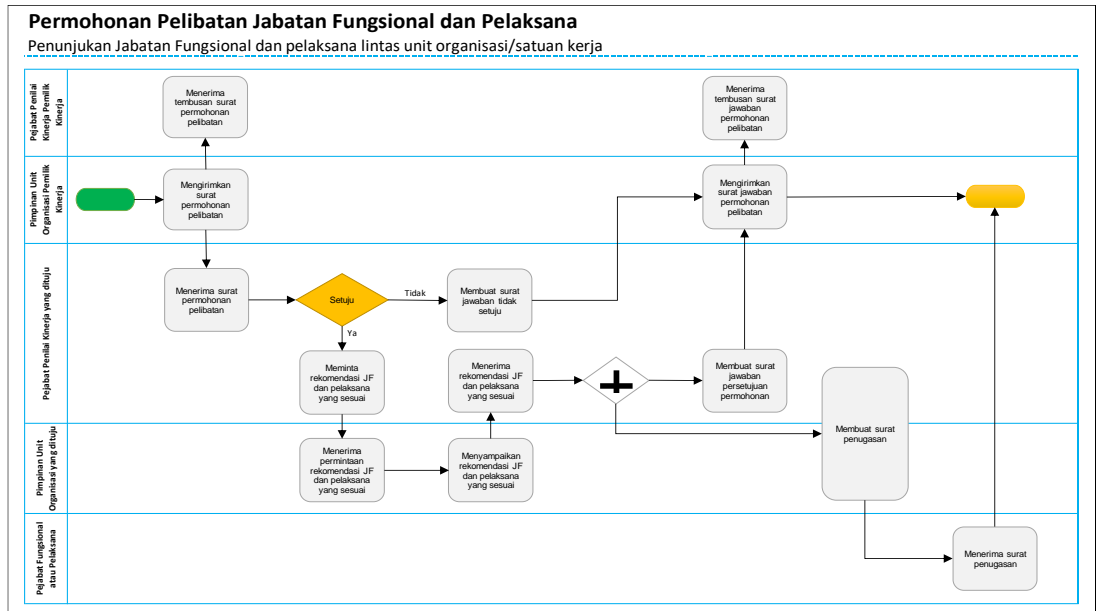 Permohonan Pelibatan Jabatan Fungsional dan Pelaksana
Penunjukan Jabatan Fungsional dan pelaksana lintas unit organisasi/satuan kerja
Pejabat Penilai
Kinerja Pemilik
Kinerja
Menerima
tembusan surat
permohonan
pelibatan
Menerima
tembusan surat
jawaban
permohonan
pelibatan
Pimpinan Unit
Organisasi Pemilik
Kinerja
Mengirimkan
surat
permohonan
pelibatan
Mengirimkan
surat jawaban
permohonan
pelibatan
Pejabat Penilai Kinerja yang dituju
Menerima surat
permohonan
pelibatan
Setuju
Tidak
Membuat surat
jawaban tidak
setuju
Ya
Meminta
rekomendasi JF
dan pelaksana
yang sesuai
Menerima
rekomendasi JF
dan pelaksana
yang sesuai
Membuat surat
jawaban
persetujuan
permohonan
Membuat surat
penugasan
Pimpinan Unit
Organisasi yang dituju
Menerima
permintaan
rekomendasi JF
dan pelaksana
yang sesuai
Menyampaikan
rekomendasi JF
dan pelaksana
yang sesuai
Pejabat Fungsional
atau Pelaksana
Menerima surat
penugasan